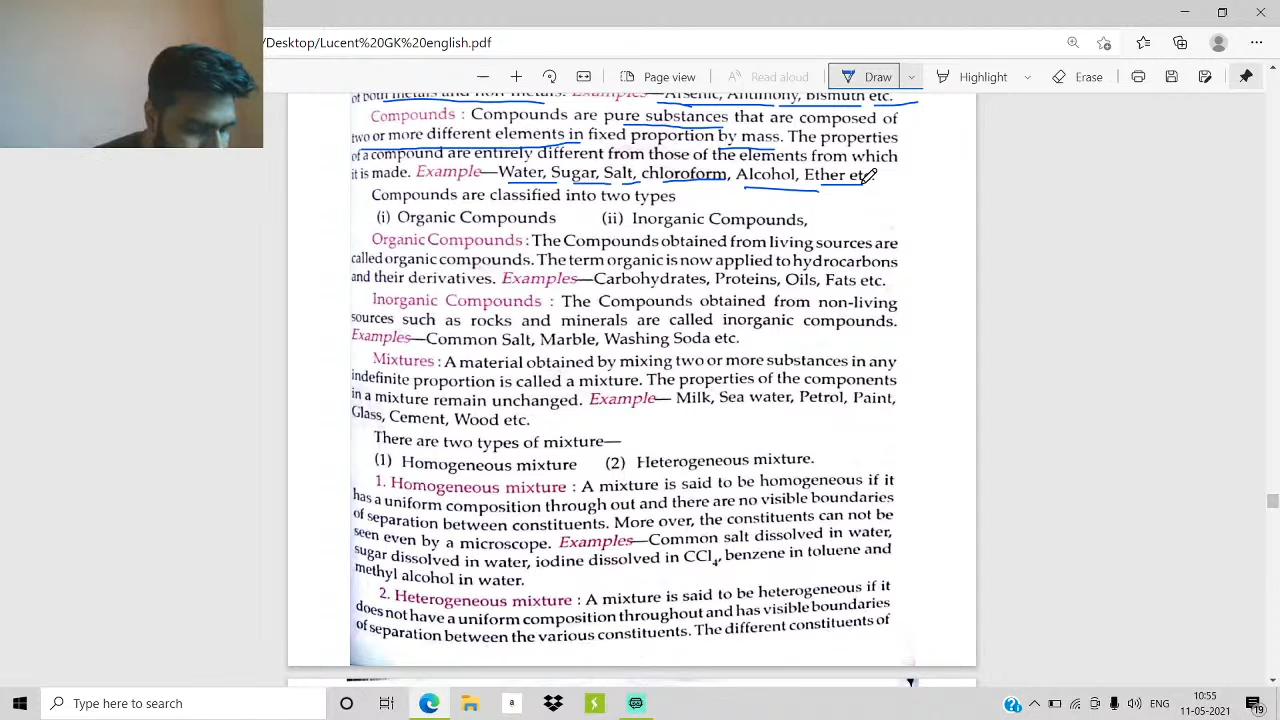 /Desktop/Lucent%20GK%20english.pdf
Page view
Read aloud
Draw
Highlight
Erase
of both metals and non-metals. Examples—Arsenic, Antimony, Bismuth etc.
Compounds : Compounds are pure substances that are composed of
two or more different elements in fixed proportion by mass. The properties
of a compound are entirely different from those of the elements from which
it is made. Example—Water, Sugar, Salt, chloroform, Alcohol, Ether etc
Compounds are classified into two types
(i) Organic Compounds (ii) Inorganic Compounds,
Organic Compounds : The Compounds obtained from living sources are
called organic compounds. The term organic is now applied to hydrocarbons
and their derivatives. Examples—Carbohydrates, Proteins, Oils, Fats etc.
Inorganic Compounds : The Compounds obtained from non-living
sources such as rocks and minerals are called inorganic compounds.
Examples—Common Salt, Marble, Washing Soda etc.
Mixtures : A material obtained by mixing two or more substances in any
indefinite proportion is called a mixture. The properties of the components
in a mixture remain unchanged. Example— Milk, Sea water, Petrol, Paint,
Glass, Cement, Wood etc.
There are two types of mixture—
(1) Homogeneous mixture (2) Heterogeneous mixture.
1. Homogeneous mixture : A mixture is said to be homogeneous if it
has a uniform composition through out and there are no visible boundaries
of separation between constituents. More over, the constituents can not be
seen even by a microscope. Examples—Common salt dissolved in water,
sugar dissolved in water, iodine dissolved in CCl4, benzene in toluene and
methyl alcohol in water.
2. Heterogeneous mixture : A mixture is said to be heterogeneous if it
does not have a uniform composition throughout and has visible boundaries
of separation between the various constituents. The different constituents of
Type here to search
a
ENG
10:55
11-05-2021